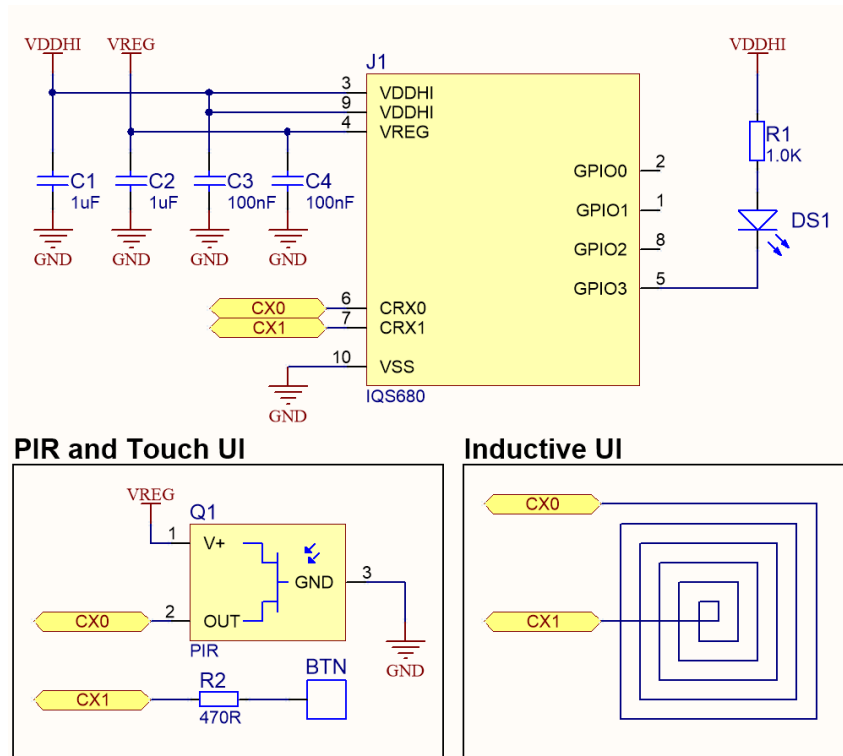 VDDHI VREG VDDHI
J1
3 VDDHI
9 VDDHI
4 VREG
R1
1.0K
GPIO0 2
C1 C2 C3 C4
1uF 1uF 100nF 100nF
GPIO1 1
DS1
GPIO2 8
GND GND GND GND
GPIO3 5
CX0 6 CRX0
CX1 7 CRX1
10 VSS
IQS680
GND
PIR and Touch UI
Inductive UI
VREG
Q1
1 V+
GND 3
CX0 2 OUT
PIR
GND
BTN
R2
CX1
470R
CX0
CX1